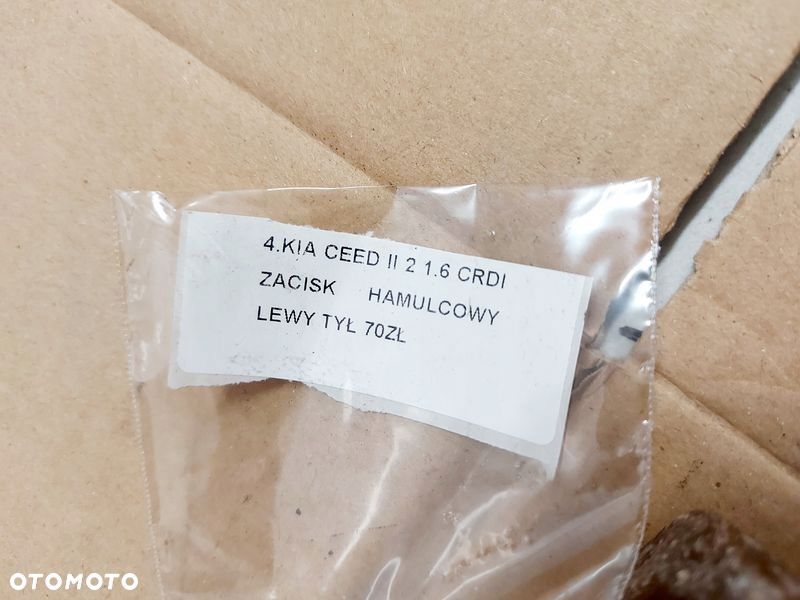 4.KIA CEED II 2 1.6 CRDI
ZACISK HAMULCOWY
LEWY TYŁ 70ZŁ
OTOMOTO